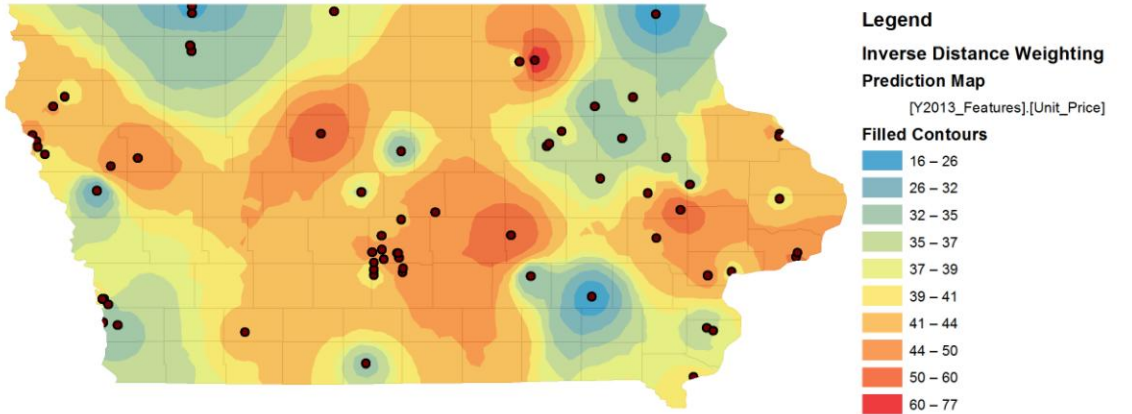 Legend
Inverse Distance Weighting
Prediction Map
[Y2013_Features].[Unit_Price]
Filled Contours
16 – 26
26 – 32
32 – 35
35 – 37
37 – 39
39 – 41
41 – 44
44 – 50
50 – 60
60 – 77